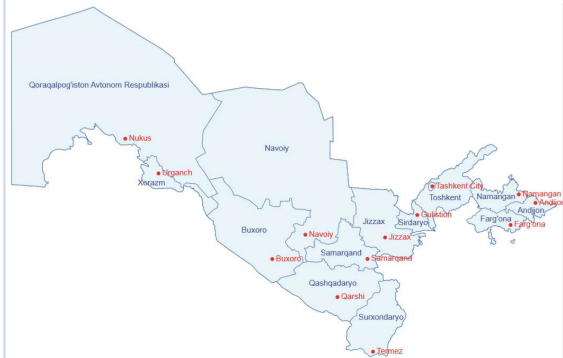 Qoraqalpog'iston Avtonom Respublikasi
Nukus
Urganch
Xorazm
Navoiy
Buxoro
Navoiy
Buxoro
Samarqand
Samarqand
Jizzax
Jizzax
Sirdaryo
Gulistion
Tashkent City
Toshkent
Namangan
Namangan
Andijon
Andijon
Farg'ona
Farg'ona
Qashqadaryo
Qarshi
Surxondaryo
Termez